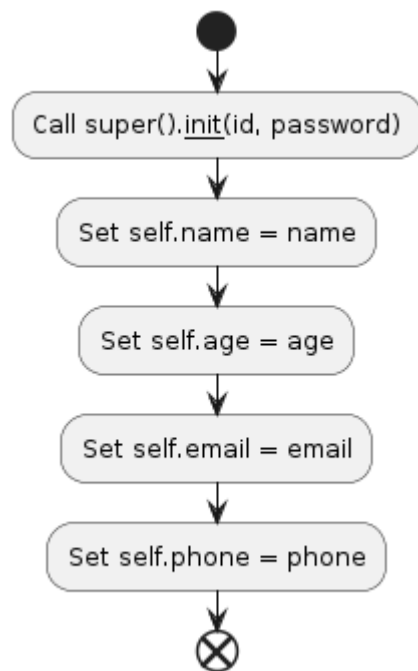 Call super().init(id, password)
Set self.name = name
Set self.age = age
Set self.email = email
Set self.phone = phone